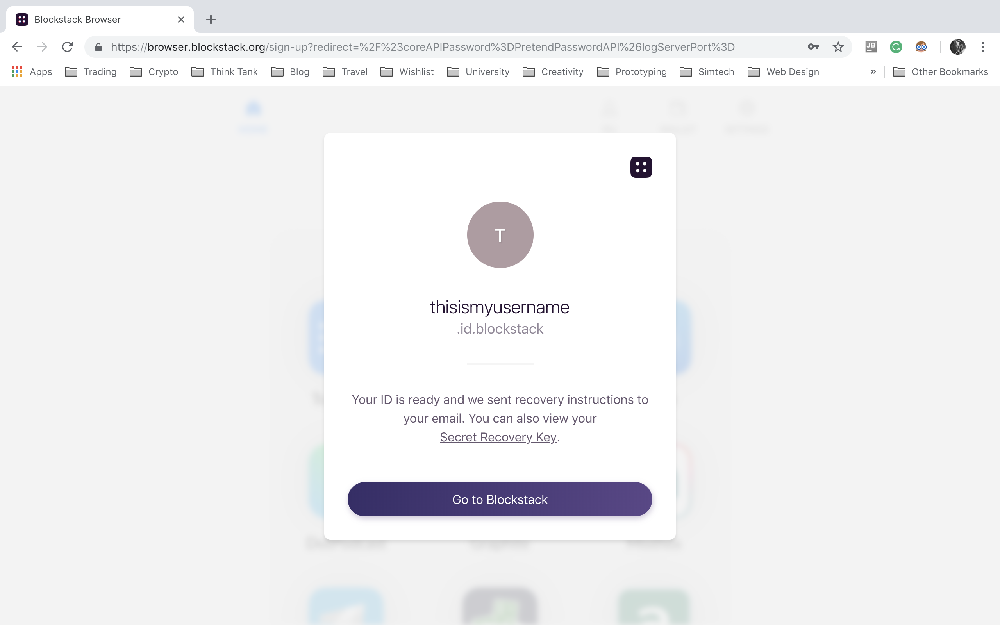 Blockstack Browser
https://browser.blockstack.org/sign-up?redirect=%2F%23coreAPIPassword%3DPretendPasswordAPI%26logServerPort%3D
JB
Apps Trading Crypto Think Tank Blog Travel Wishlist University Creativity Prototyping Simtech Web Design » Other Bookmarks
T
thisismyusername
.id.blockstack
Your ID is ready and we sent recovery instructions to
your email. You can also view your
Secret Recovery Key.
Go to Blockstack